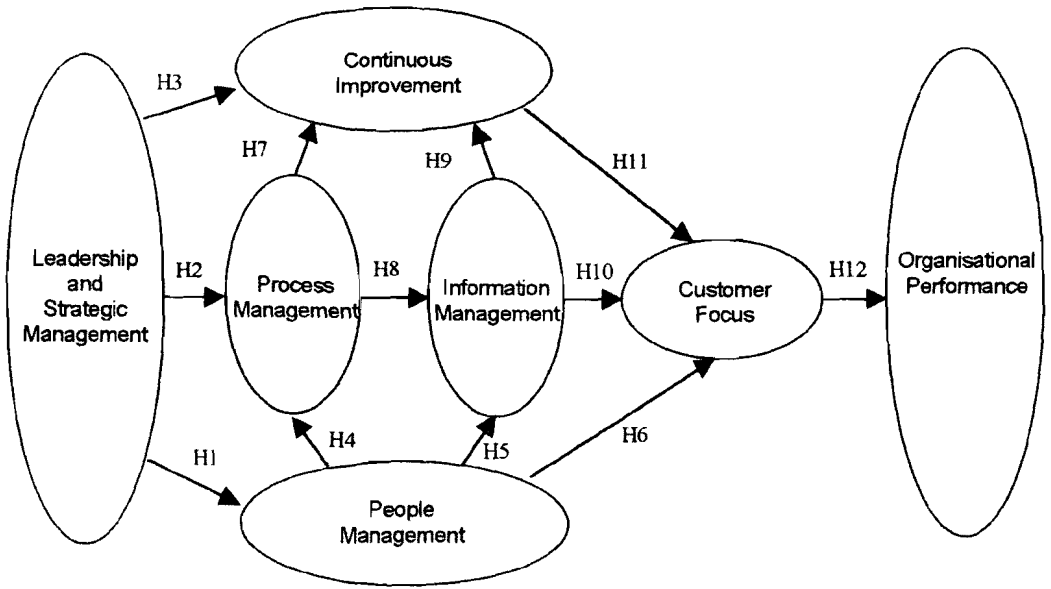 Continuous
Improvement
H3
H7
H9
H11
Leadership
and
Strategic
Management
H2
Process
Management
H8
Information
Management
H10
Customer
Focus
H12
Organisational
Performance
H1
H4
H5
H6
People
Management